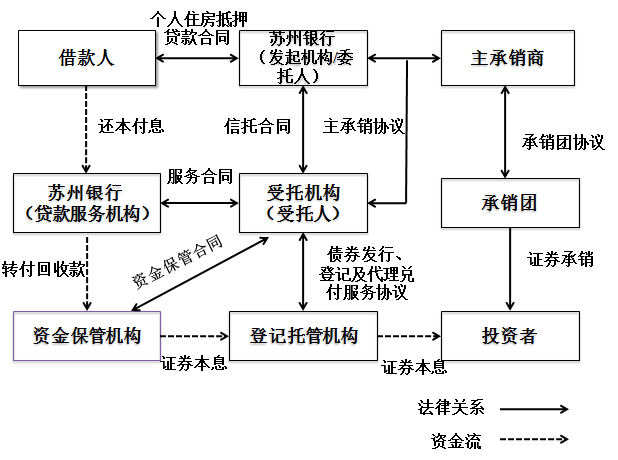 个人住房抵押
贷款合同
借款人
苏州银行
（发起机构/委
托人）
主承销商
还本付息
信托合同
主承销协议
承销团协议
苏州银行
（贷款服务机构）
服务合同
受托机构
（受托人）
承销团
转付回收款
资金保管合同
债券发行、
登记及代理兑
付服务协议
证券承销
资金保管机构
登记托管机构
投资者
证券本息
证券本息
法律关系
资金流